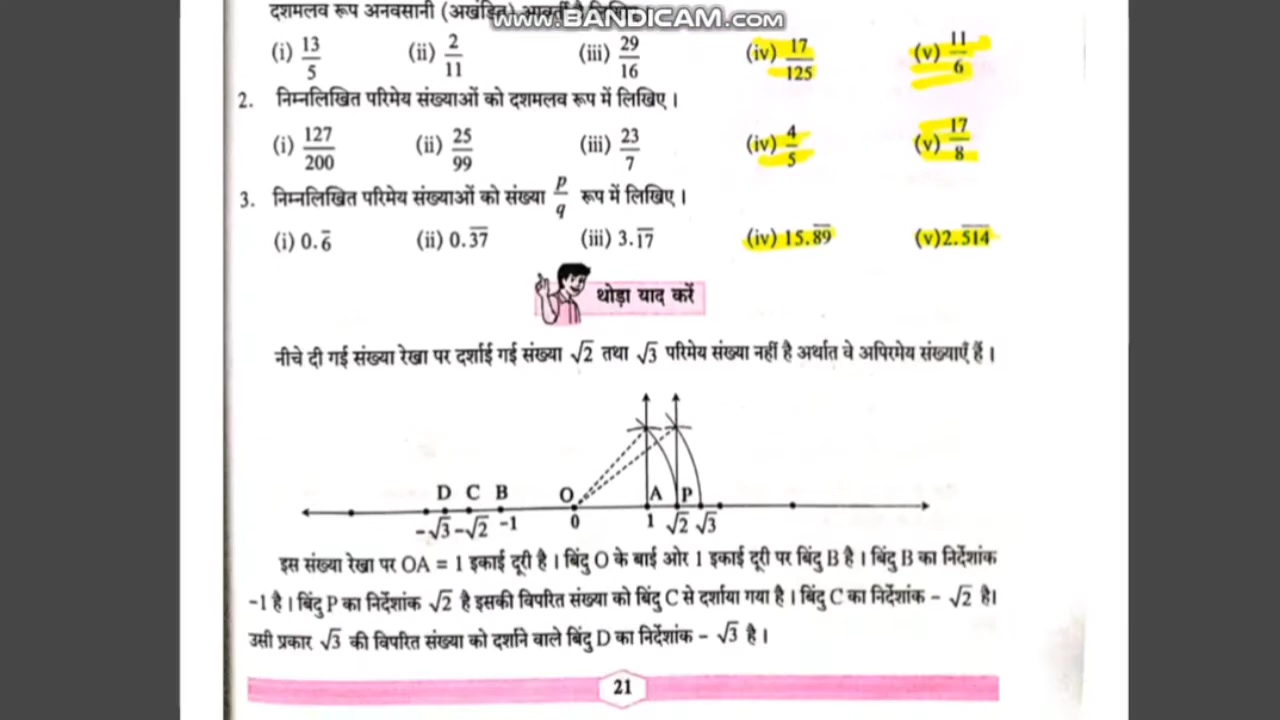 www.BANDICAM.com
दशमलव रूप अनवसानी (अखंडित) आवर्ती है लिखिए।
(i) 13/5 (ii) 2/11 (iii) 29/16 (iv) 17/125 (v) 11/6
2. निम्नलिखित परिमेय संख्याओं को दशमलव रूप में लिखिए।
(i) 127/200 (ii) 25/99 (iii) 23/7 (iv) 4/5 (v) 17/8
3. निम्नलिखित परिमेय संख्याओं को संख्या p/q रूप में लिखिए।
(i) 0.6̅ (ii) 0.3̅7̅ (iii) 3.1̅7̅ (iv) 15.8̅9̅ (v)2.5̅1̅4̅
थोड़ा याद करें
नीचे दी गई संख्या रेखा पर दर्शाई गई संख्या √2 तथा √3 परिमेय संख्या नहीं है अर्थात वे अपिरमेय संख्याएँ हैं।
D C B O A P
-√3 -√2 -1 0 1 √2 √3
इस संख्या रेखा पर OA = 1 इकाई दूरी है। बिंदु O के बाईं ओर 1 इकाई दूरी पर बिंदु B है। बिंदु B का निर्देशांक
-1 है। बिंदु P का निर्देशांक √2 है इसकी विपरित संख्या को बिंदु C से दर्शाया गया है। बिंदु C का निर्देशांक - √2 है।
उसी प्रकार √3 की विपरित संख्या को दर्शाने वाले बिंदु D का निर्देशांक - √3 है।
21